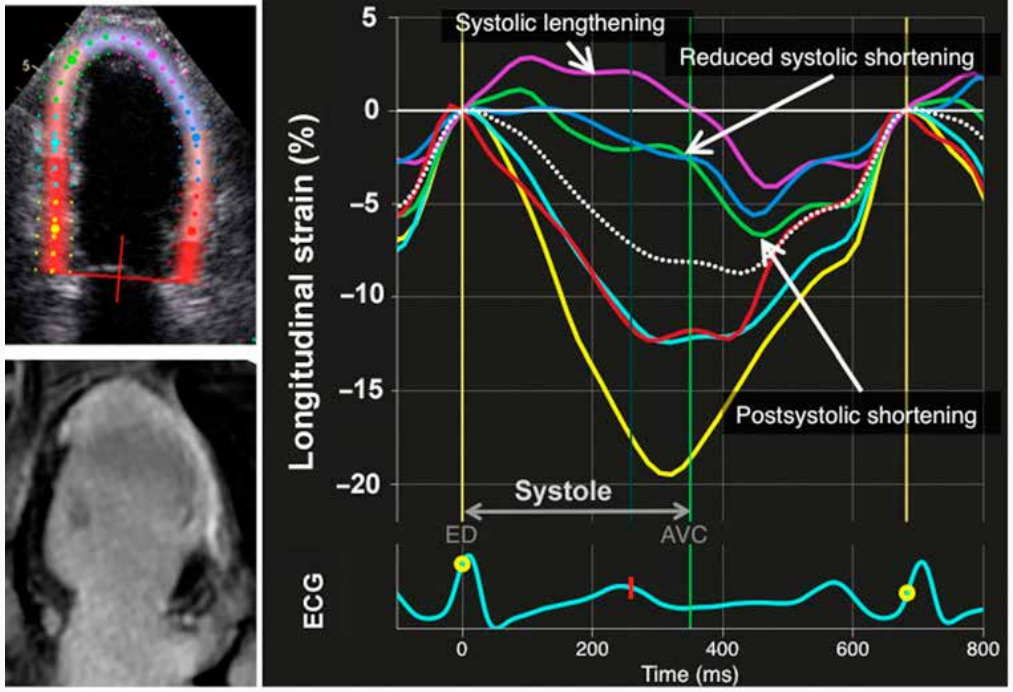 5
Systolic lengthening
Reduced systolic shortening
Longitudinal strain (%)
5
0
−5
−10
−15
−20
Postsystolic shortening
Systole
ED
AVC
ECG
0
200
400
600
800
Time (ms)